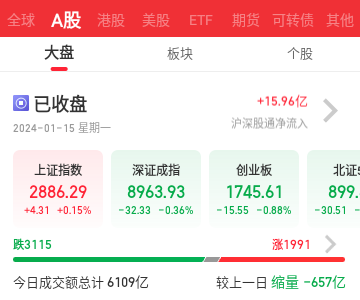 全球 A股 港股 美股 ETF 期货 可转债 其他
大盘 板块 个股
已收盘 +15.96亿
2024-01-15 星期一 沪深股通净流入
上证指数 深证成指 创业板 北证
2886.29 8963.93 1745.61 899.
+4.31 +0.15% -32.33 -0.36% -15.55 -0.88% -30.51
跌3115 涨1991
今日成交额总计 6109亿 较上一日 缩量 -657亿